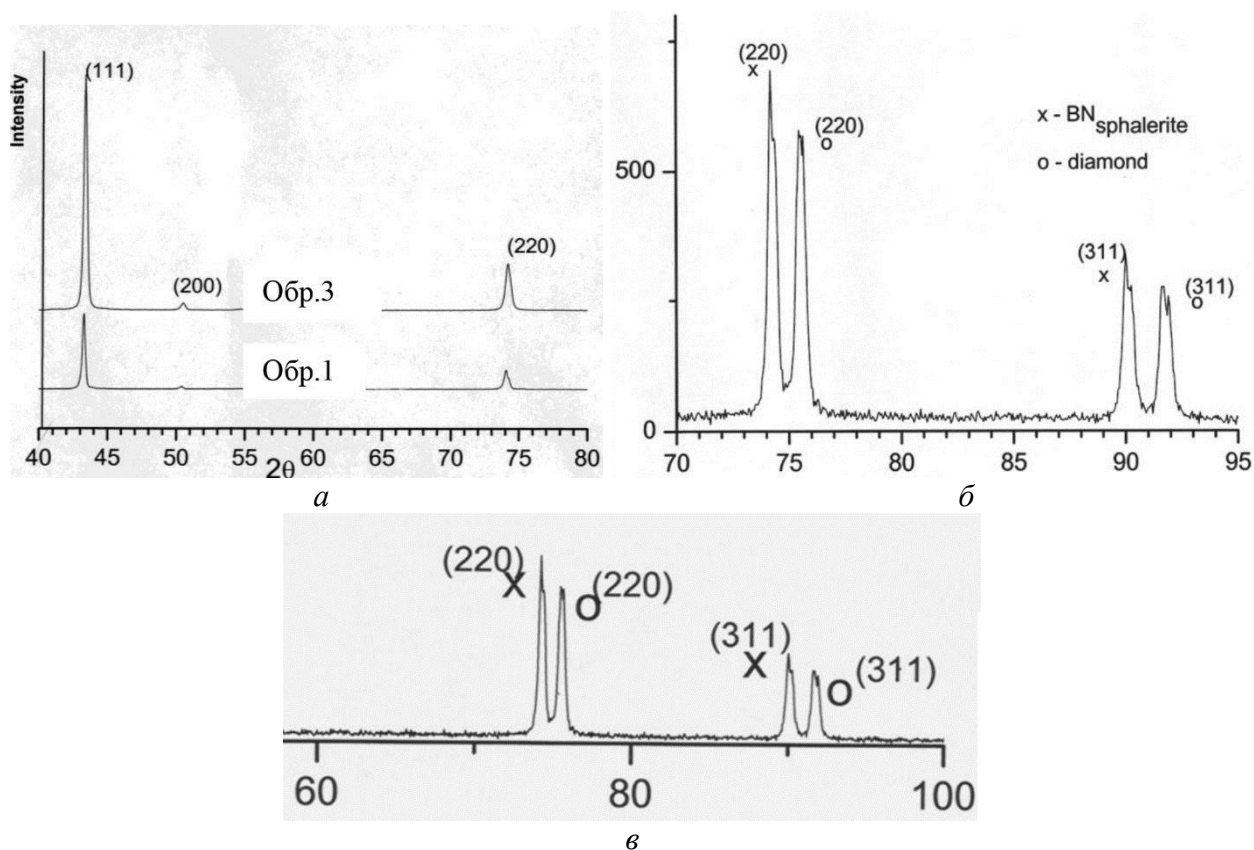 Intensity
(111)
(200)
Обр.3
(220)
Обр.1
40 45 50 55 60 65 70 75 80
2θ
а
(220)
x
(220)
o
x - BN sphalerite
o - diamond
500
(311)
x
(311)
o
0
70 75 80 85 90 95
б
(220)
X
O
(220)
(311)
X
O
(311)
60 80 100
в